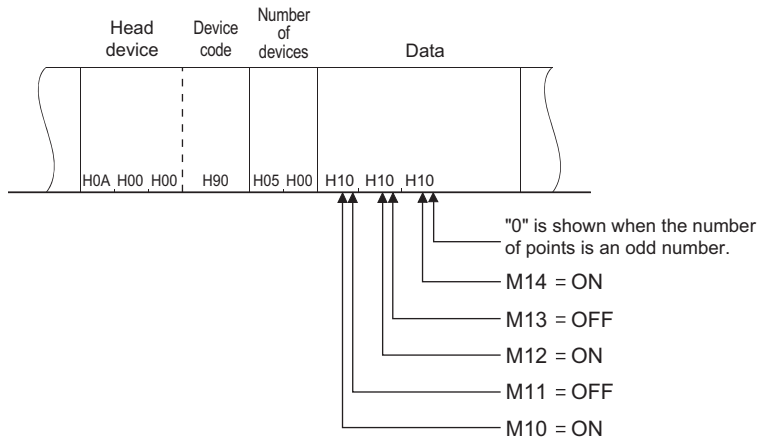 Head
device
Device
code
Number
of
devices
Data
H0A H00 H00 H90 H05 H00 H10 H10 H10
"0" is shown when the number
of points is an odd number.
M14 = ON
M13 = OFF
M12 = ON
M11 = OFF
M10 = ON